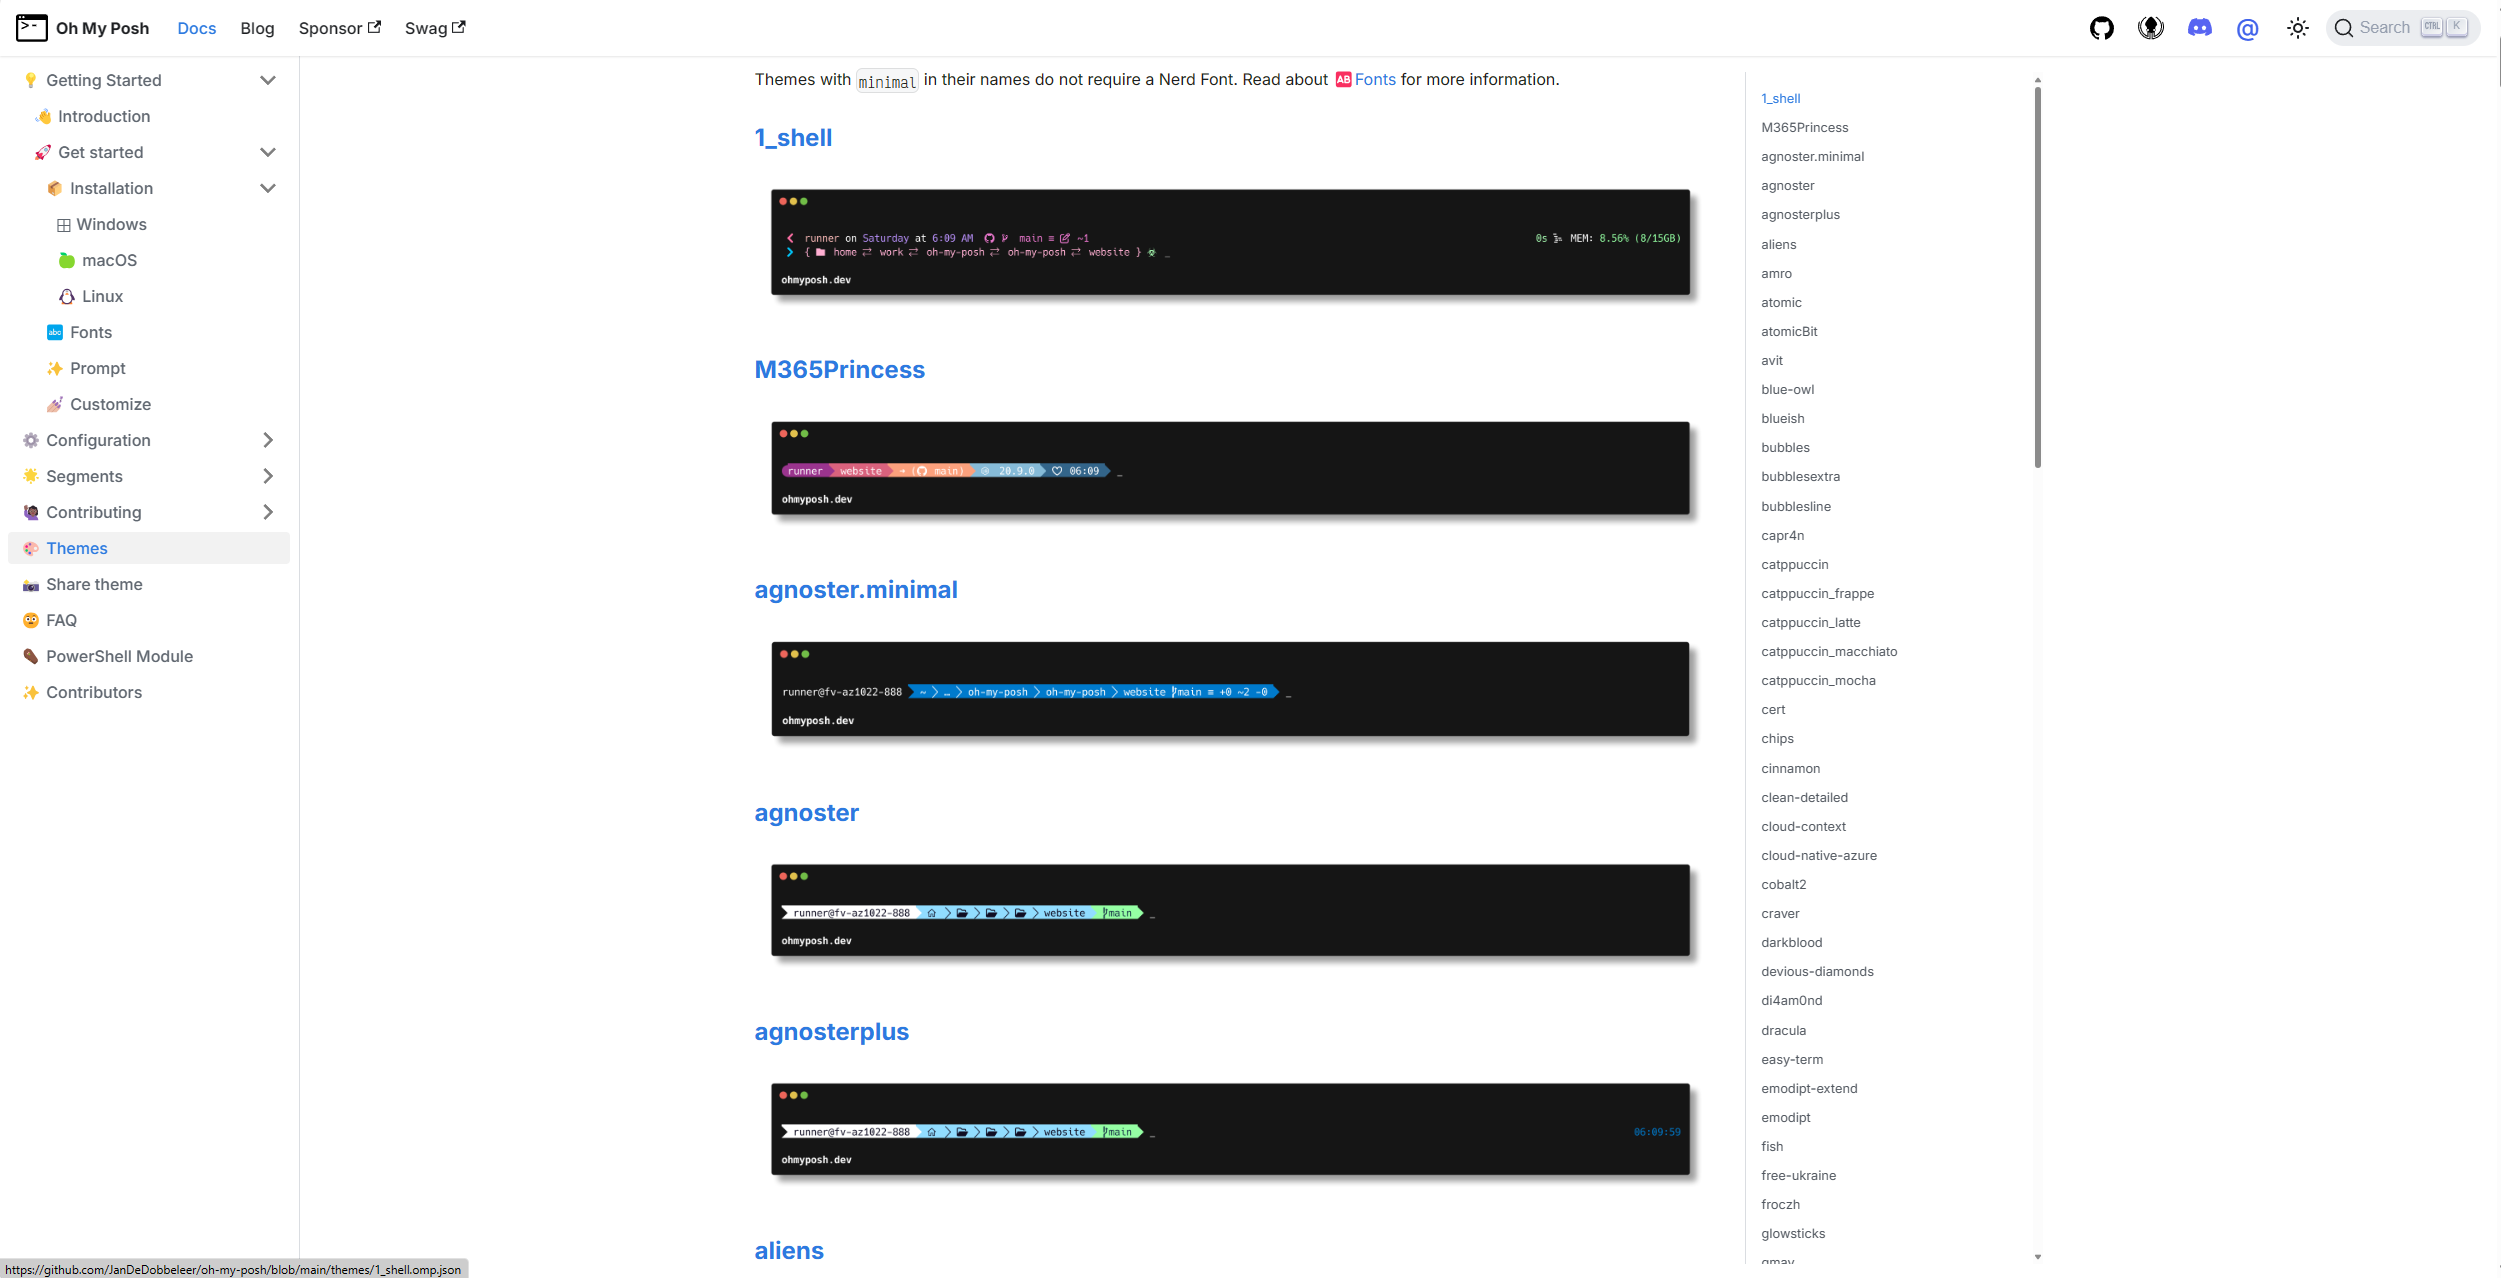 Oh My Posh Docs Blog Sponsor Swag Search CTRL K
Getting Started
Introduction
Get started
Installation
Windows
macOS
Linux
Fonts
Prompt
Customize
Configuration
Segments
Contributing
Themes
Share theme
FAQ
PowerShell Module
Contributors
Themes with minimal in their names do not require a Nerd Font. Read about AB Fonts for more information.
1_shell
runner on Saturday at 6:09 AM main ≡ ~1 0s MEM: 8.56% (8/15GB)
{ home ⇄ work ⇄ oh-my-posh ⇄ oh-my-posh ⇄ website } _
ohmyposh.dev
M365Princess
runner website → ( main) 20.9.0 06:09 _
ohmyposh.dev
agnoster.minimal
runner@fv-az1022-888 ~ … oh-my-posh oh-my-posh website main ≡ +0 ~2 -0 _
ohmyposh.dev
agnoster
runner@fv-az1022-888 website main _
ohmyposh.dev
agnosterplus
runner@fv-az1022-888 website main _ 06:09:59
ohmyposh.dev
aliens
1_shell
M365Princess
agnoster.minimal
agnoster
agnosterplus
aliens
amro
atomic
atomicBit
avit
blue-owl
blueish
bubbles
bubblesextra
bubblesline
capr4n
catppuccin
catppuccin_frappe
catppuccin_latte
catppuccin_macchiato
catppuccin_mocha
cert
chips
cinnamon
clean-detailed
cloud-context
cloud-native-azure
cobalt2
craver
darkblood
devious-diamonds
di4am0nd
dracula
easy-term
emodipt-extend
emodipt
fish
free-ukraine
froczh
glowsticks
https://github.com/JanDeDobbeleer/oh-my-posh/blob/main/themes/1_shell.omp.json